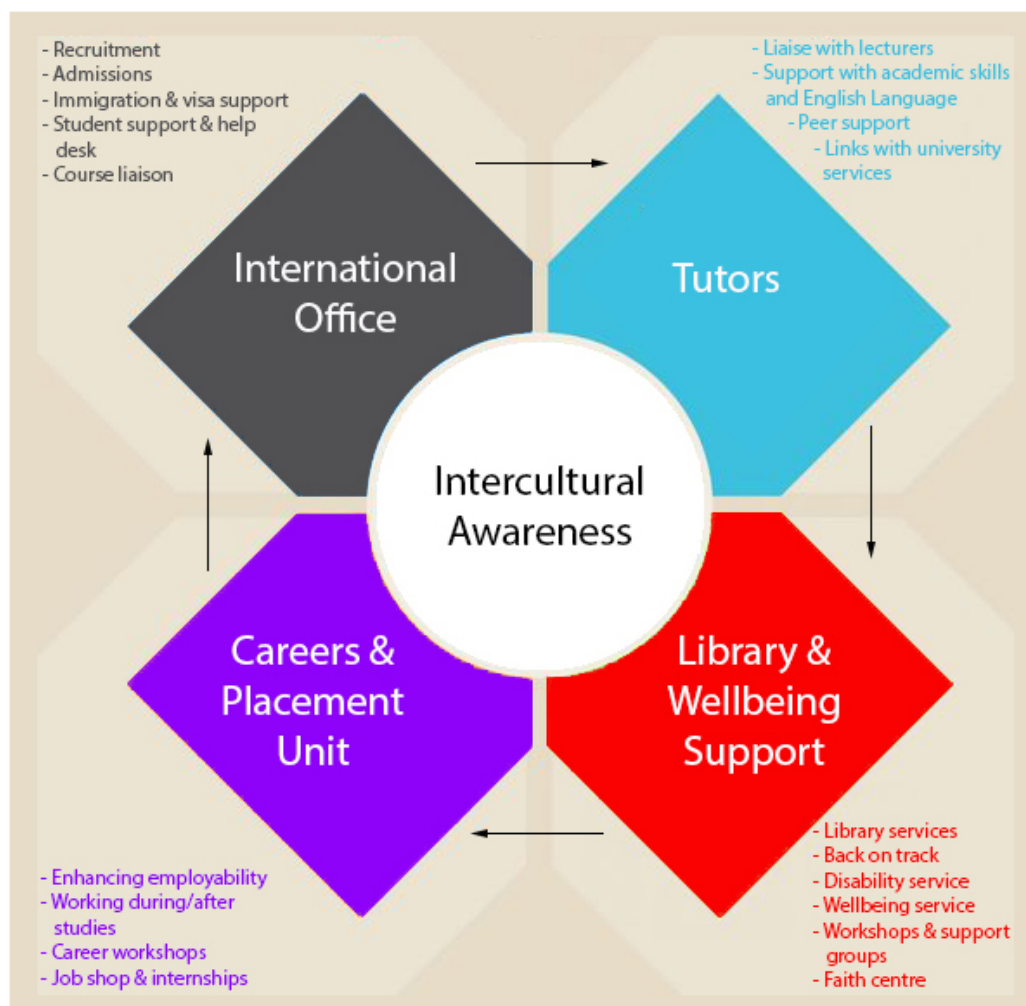 - Recruitment
- Admissions
- Immigration & visa support
- Student support & help
desk
- Course liaison
- Liaise with lecturers
- Support with academic skills
and English Language
- Peer support
- Links with university
services
International
Office
Tutors
Intercultural
Awareness
Careers &
Placement
Unit
Library &
Wellbeing
Support
- Enhancing employability
- Working during/after
studies
- Career workshops
- Job shop & internships
- Library services
- Back on track
- Disability service
- Wellbeing service
- Workshops & support
groups
- Faith centre